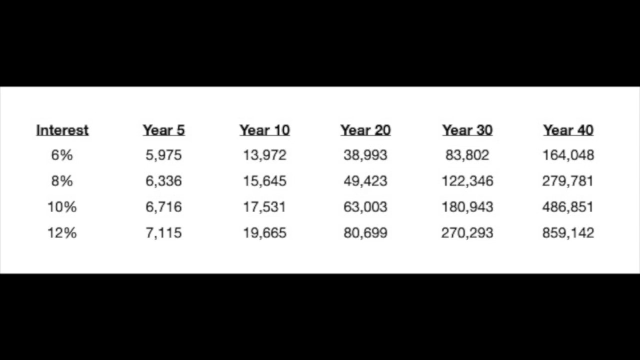 Interest Year 5 Year 10 Year 20 Year 30 Year 40
6% 5,975 13,972 38,993 83,802 164,048
8% 6,336 15,645 49,423 122,346 279,781
10% 6,716 17,531 63,003 180,943 486,851
12% 7,115 19,665 80,699 270,293 859,142